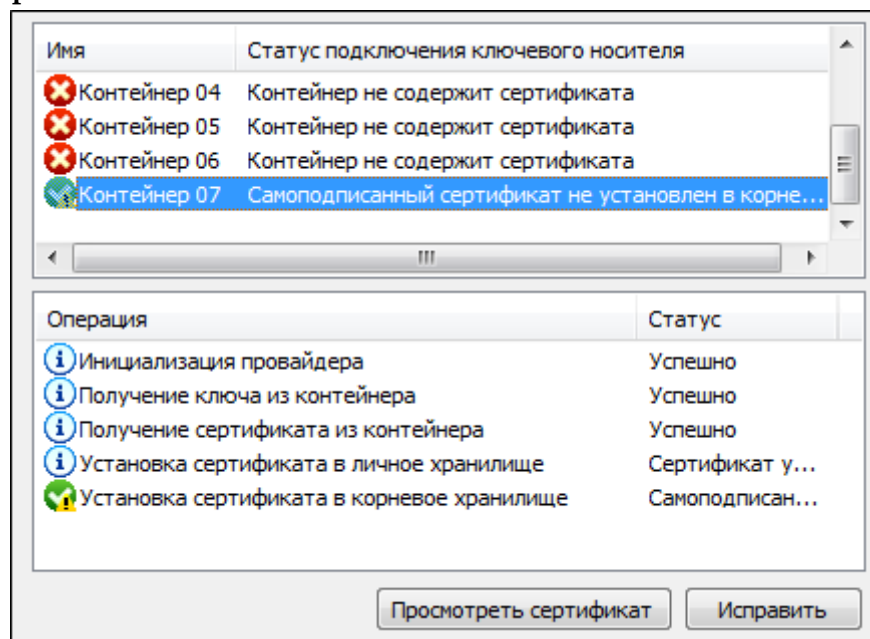 Имя Статус подключения ключевого носителя
Контейнер 04 Контейнер не содержит сертификата
Контейнер 05 Контейнер не содержит сертификата
Контейнер 06 Контейнер не содержит сертификата
Контейнер 07 Самоподписанный сертификат не установлен в корне...
Операция Статус
Инициализация провайдера Успешно
Получение ключа из контейнера Успешно
Получение сертификата из контейнера Успешно
Установка сертификата в личное хранилище Сертификат у...
Установка сертификата в корневое хранилище Самоподписан...
Просмотреть сертификат Исправить